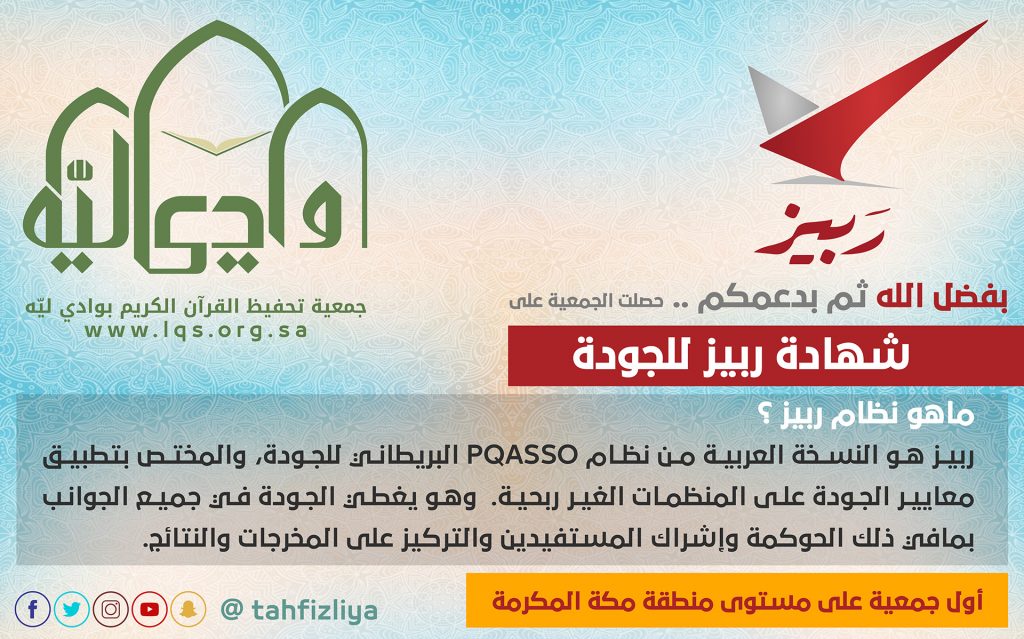 وادي ليّه
جمعية تحفيظ القرآن الكريم بوادي ليّه
www.lqs.org.sa
رَبيز
بفضل الله ثم بدعمكم .. حصلت الجمعية على
شهادة ربيز للجودة
ماهو نظام ربيز ؟
ربيز هو النسخة العربية من نظام PQASSO البريطاني للجودة, والمختص بتطبيق
معايير الجودة على المنظمات الغير ربحية. وهو يغطي الجودة في جميع الجوانب
بمافي ذلك الحوكمة وإشراك المستفيدين والتركيز على المخرجات والنتائج.
أول جمعية على مستوى منطقة مكة المكرمة
@ tahfizliya